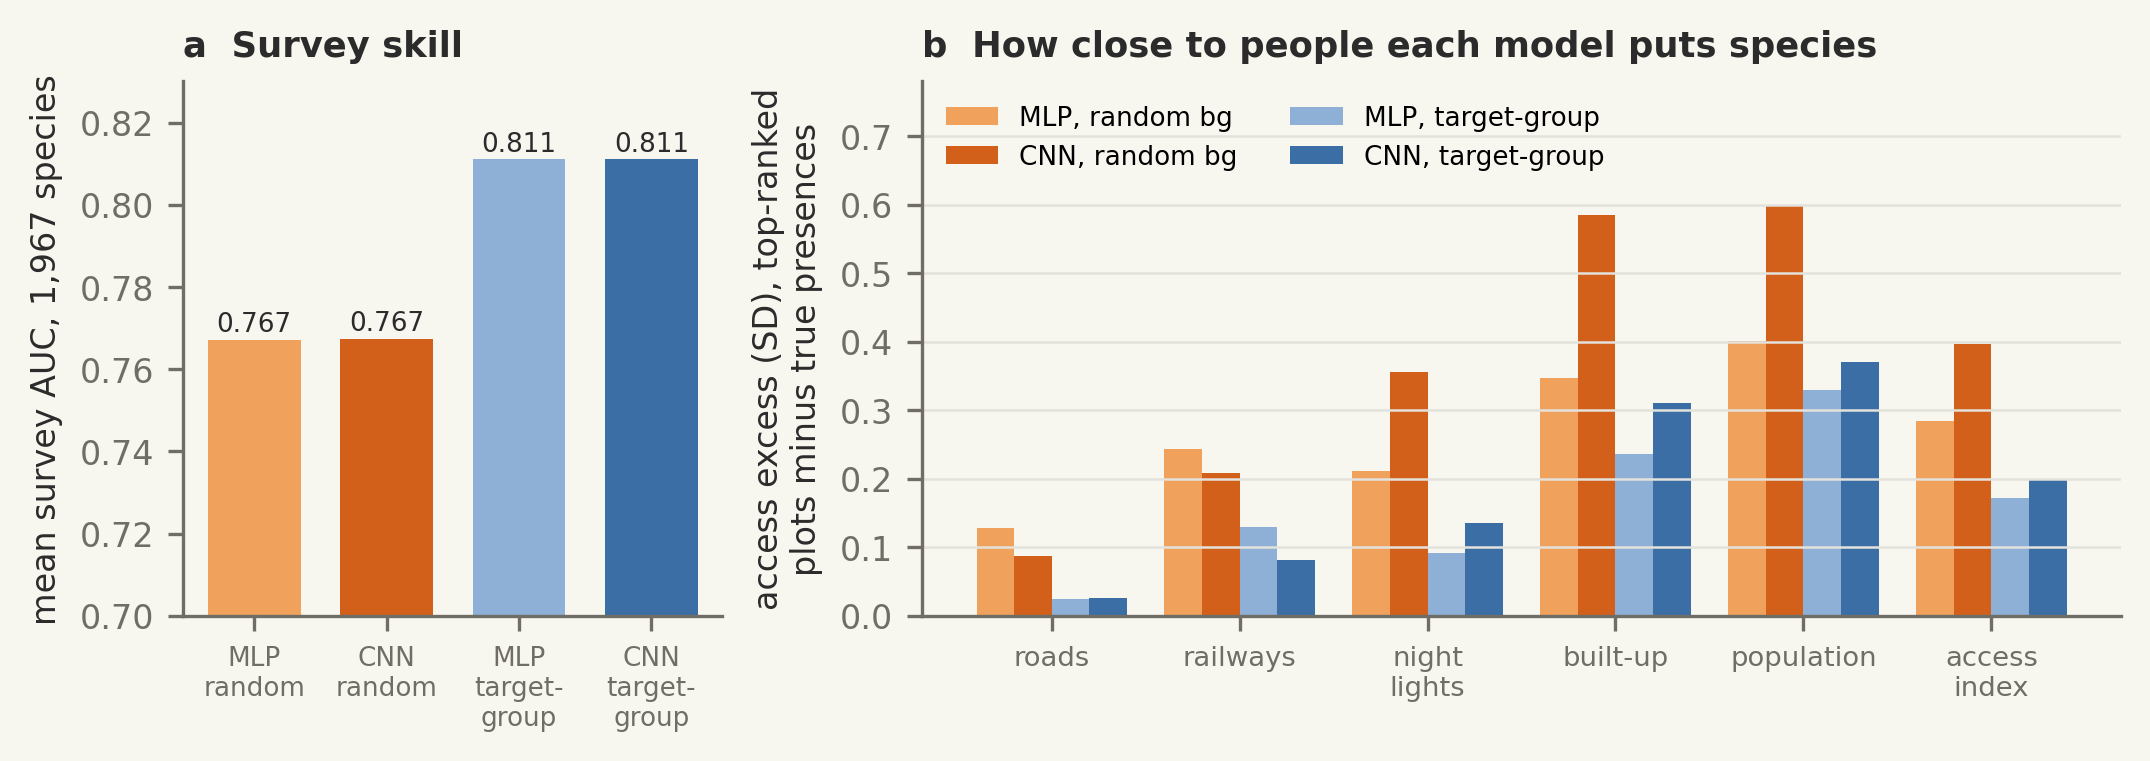 a Survey skill
mean survey AUC, 1,967 species
0.82
0.80
0.78
0.76
0.74
0.72
0.70
0.767
0.767
0.811
0.811
MLP
random
CNN
random
MLP
target-
group
CNN
target-
group
b How close to people each model puts species
access excess (SD), top-ranked
plots minus true presences
0.7
0.6
0.5
0.4
0.3
0.2
0.1
0.0
MLP, random bg
CNN, random bg
MLP, target-group
CNN, target-group
roads
railways
night
lights
built-up
population
access
index